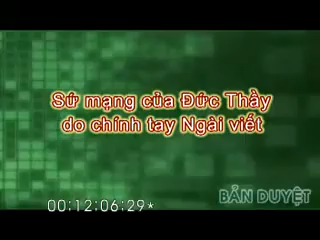 Sứ mạng của Đức Thầy
do chính tay Ngài viết
BẢN DUYỆT
00:12:06:29*